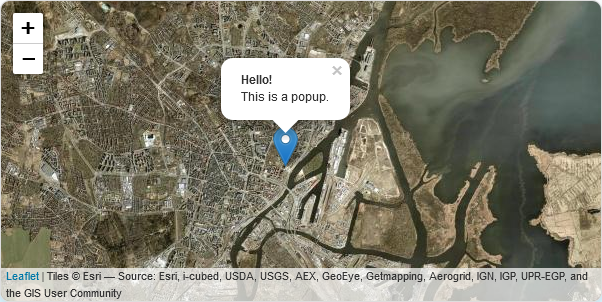 +
−
×
Hello!
This is a popup.
Leaflet | Tiles © Esri — Source: Esri, i-cubed, USDA, USGS, AEX, GeoEye, Getmapping, Aerogrid, IGN, IGP, UPR-EGP, and
the GIS User Community